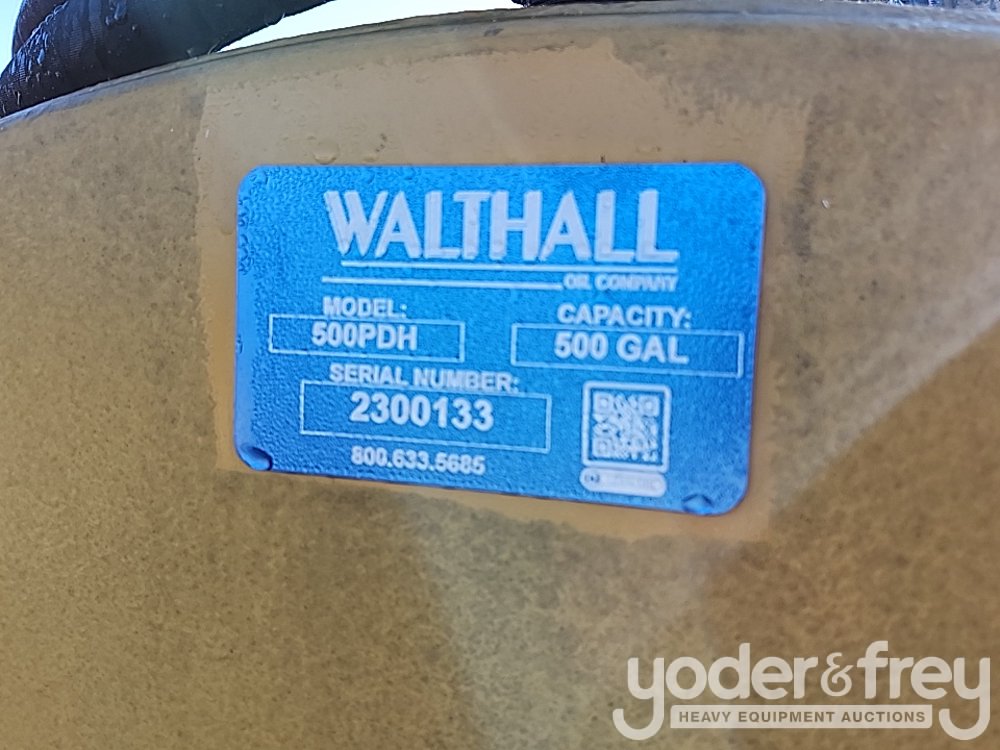 WALTHALL
OIL COMPANY
MODEL:
500PDH
CAPACITY:
500 GAL
SERIAL NUMBER:
2300133
800.633.5685
yoder&frey
HEAVY EQUIPMENT AUCTIONS